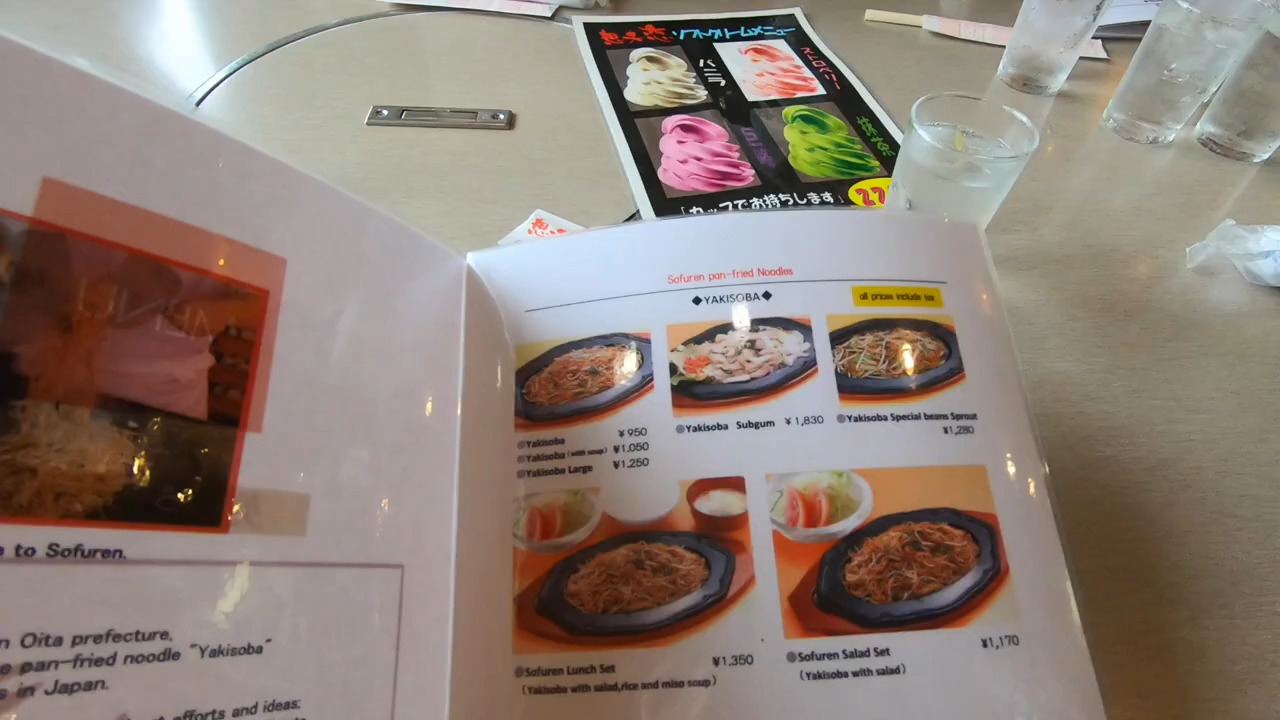 惣夫恋 ソフトクリームメニュー
バニラ
ストロベリー
抹茶
「カップでお持ちします」
Sofuren pan-fried Noodles
◆YAKISOBA◆
all prices include tax
◎Yakisoba ¥950
◎Yakisoba (with soup) ¥1,050
◎Yakisoba Large ¥1,250
◎Yakisoba Subgum ¥1,830
◎Yakisoba Special beans Sprout
¥1,280
◎Sofuren Lunch Set ¥1,350
(Yakisoba with salad,rice and miso soup)
◎Sofuren Salad Set ¥1,170
(Yakisoba with salad)
to Sofuren.
n Oita prefecture,
pan-fried noodle "Yakisoba"
in Japan.
efforts and ideas;